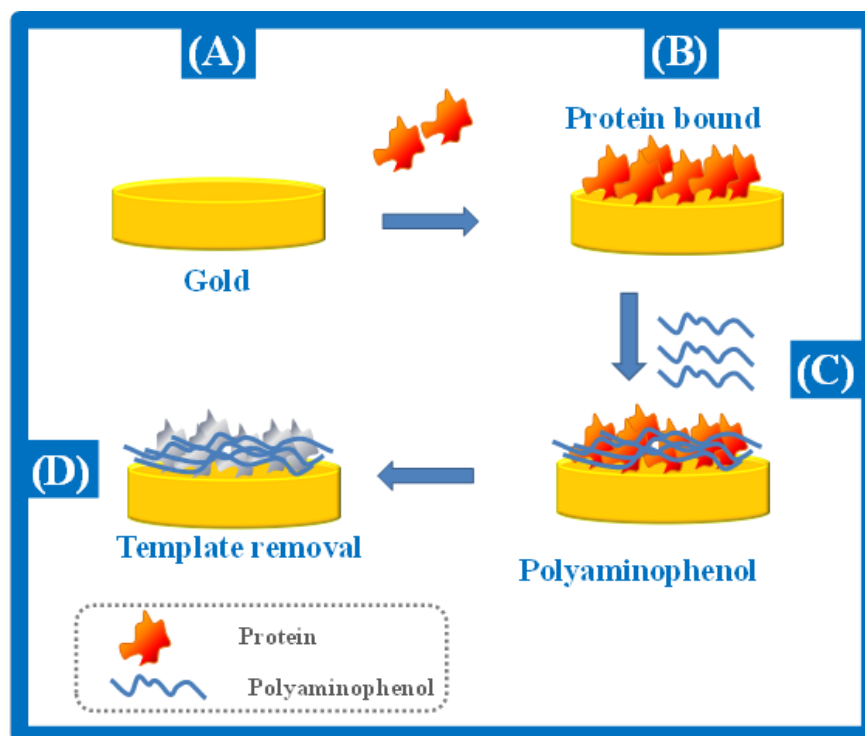 (A)
(B)
Protein bound
Gold
(C)
(D)
Template removal
Polyaminophenol
Protein
Polyaminophenol